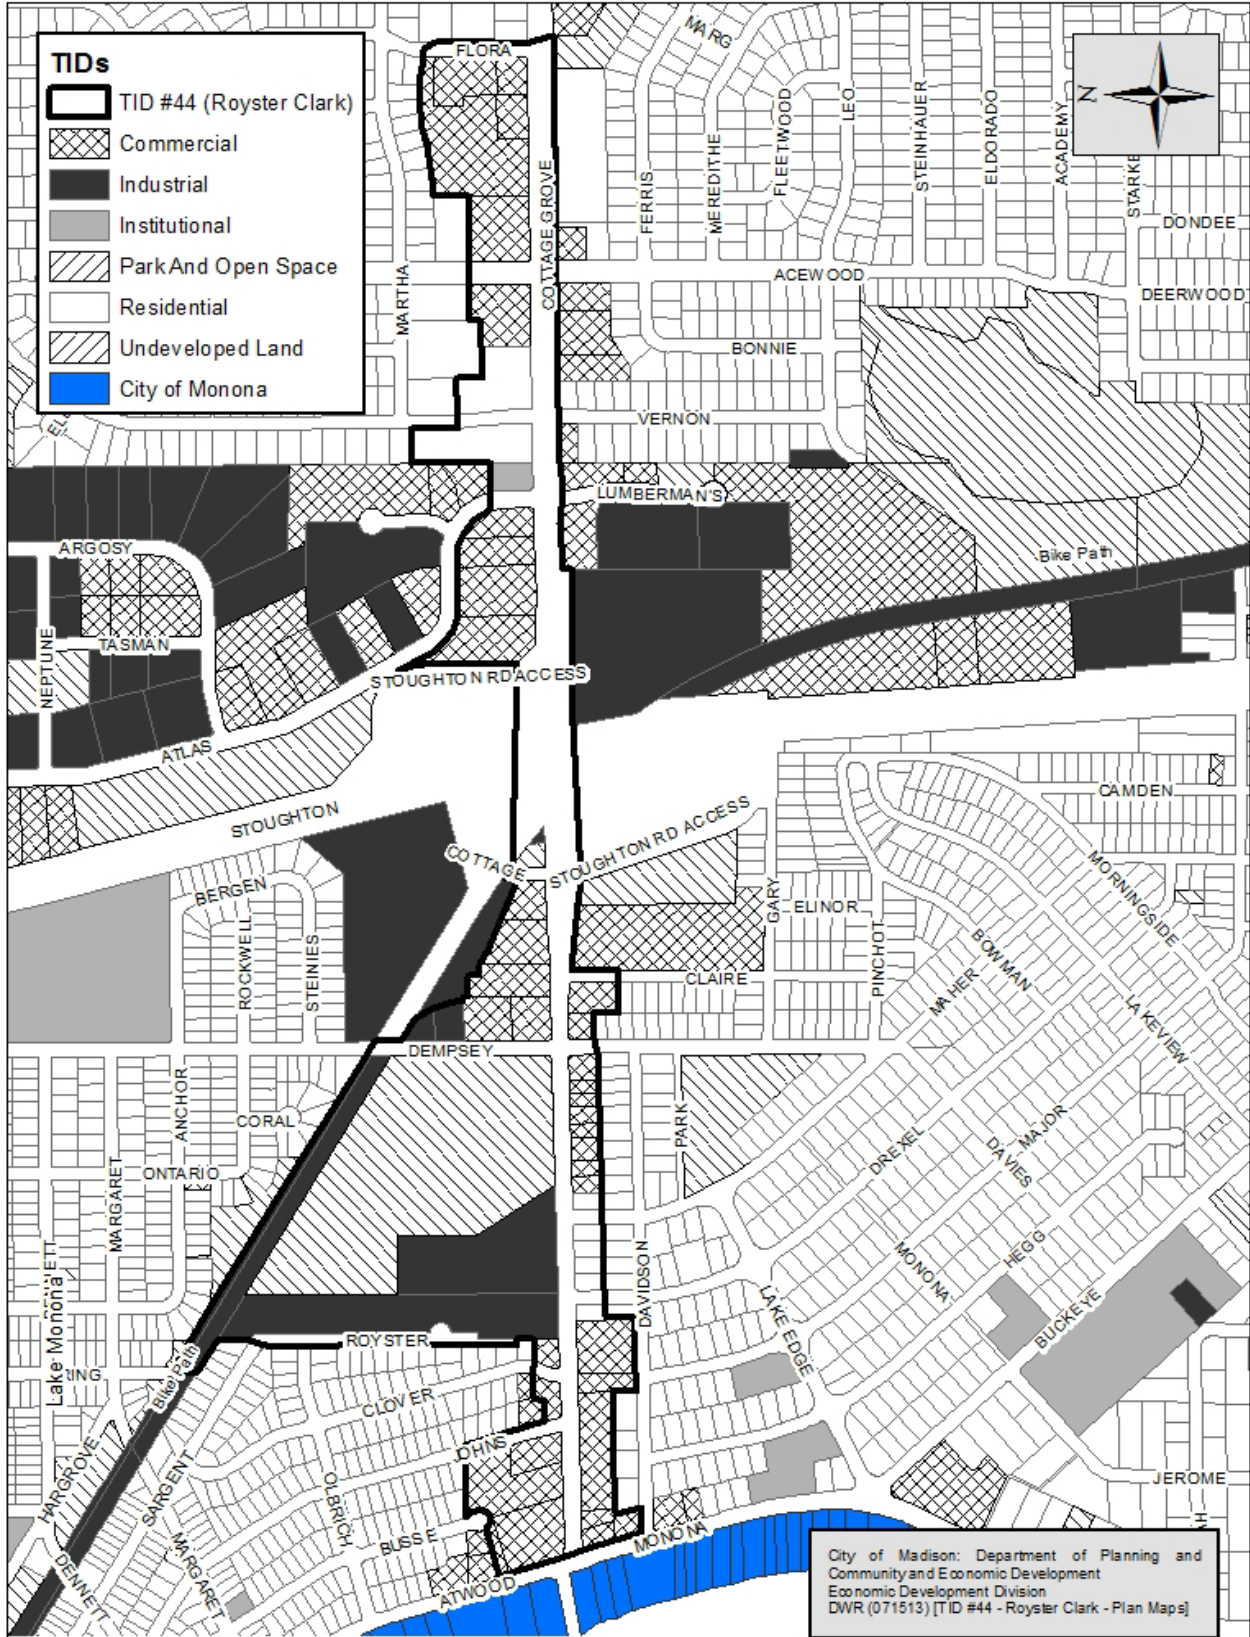 TIDs
TID #44 (Royster Clark)
Commercial
Industrial
Institutional
Park And Open Space
Residential
Undeveloped Land
City of Monona
FLORA
MARG
N
COTTAGE GROVE
MARTHA
FERRIS
MEREDITHE
FLEETWOOD
LEO
STEINHAUER
ELDORADO
ACADEMY
STARKE
DONDEE
ACEWOOD
DEERWOOD
BONNIE
VERNON
LUMBERMAN'S
Bike Path
ARGOSY
NEPTUNE
TASMAN
STOUGHTON RD ACCESS
ATLAS
STOUGHTON
COTTAGE
STOUGHTON RD ACCESS
CAMDEN
MORNINGSIDE
BERGEN
ROCKWELL
STEINIES
GARY
ELINOR
PINCHOT
BOWMAN
CLAIRE
MAHER
LAKEVIEW
DEMPSEY
ANCHOR
CORAL
PARK
MAJOR
DREXEL
DAVIES
ONTARIO
MARGARET
HEGG
MONONA
DAVIDSON
LAKE EDGE
BUCKEYE
Lake Monona
ROYSTER
RING
Bike Path
CLOVER
JOHNS
HARGROVE
SARGENT
OLBRICH
JEROME
MARGARET
BUSSE
MONONA
DENNETT
ATWOOD
AH
City of Madison: Department of Planning and
Community and Economic Development
Economic Development Division
DWR (071513) [TID #44 - Royster Clark - Plan Maps]